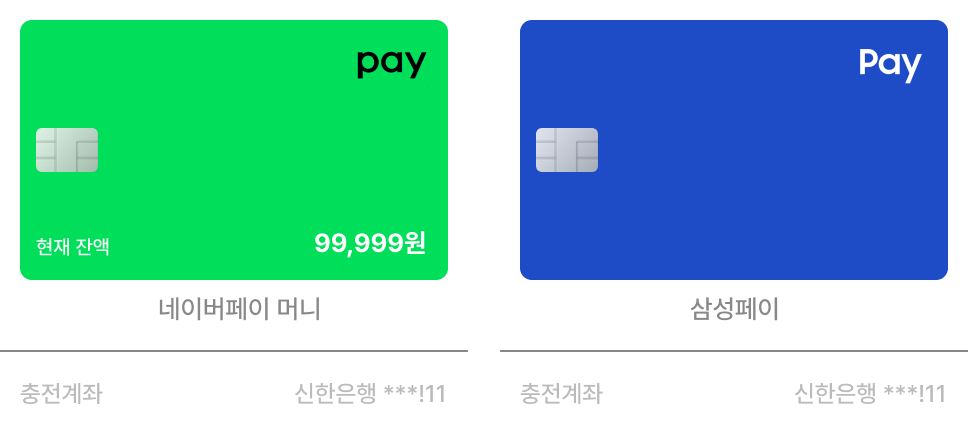 pay
현재 잔액 99,999원
네이버페이 머니
충전계좌 신한은행 ***!11
Pay
삼성페이
충전계좌 신한은행 ***!11